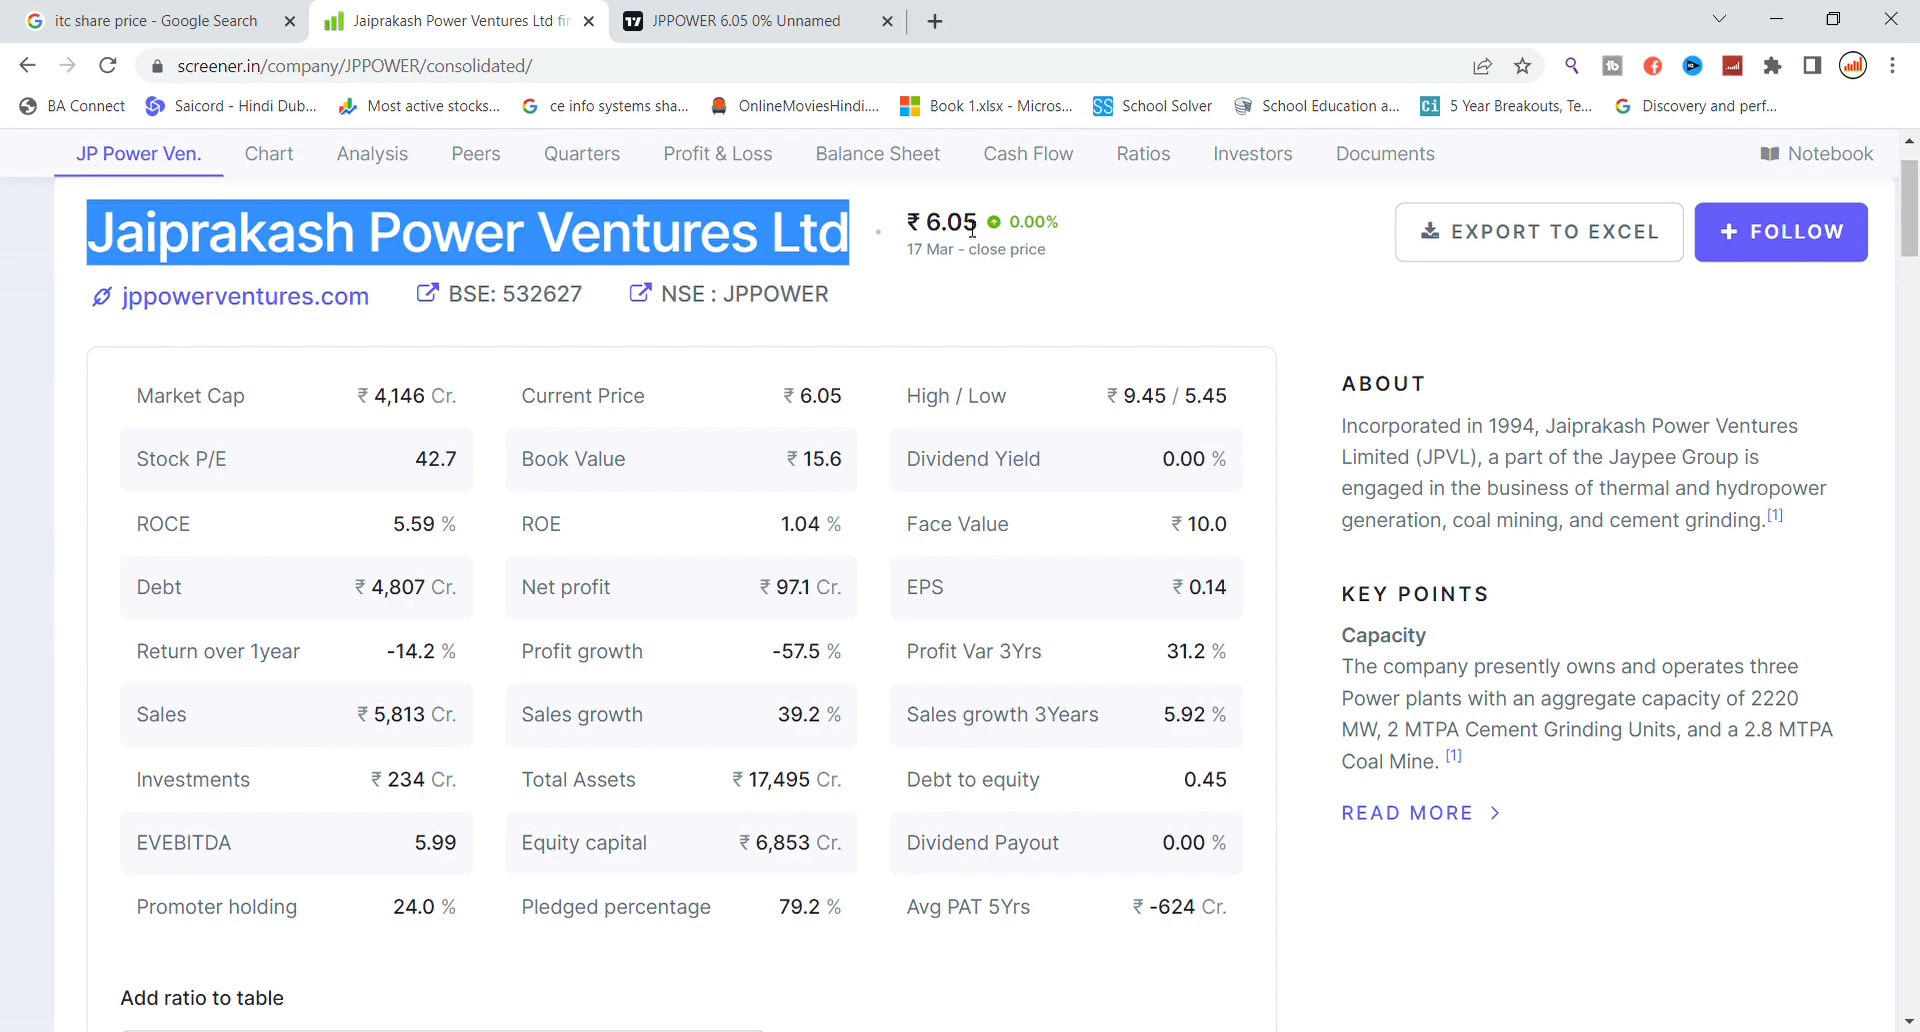 itc share price - Google Search
Jaiprakash Power Ventures Ltd fin
JPPOWER 6.05 0% Unnamed
screener.in/company/JPPOWER/consolidated/
BA Connect
Saicord - Hindi Dub...
Most active stocks...
ce info systems sha...
OnlineMoviesHindi....
Book 1.xlsx - Micros...
School Solver
School Education a...
5 Year Breakouts, Te...
Discovery and perf...
JP Power Ven.
Chart
Analysis
Peers
Quarters
Profit & Loss
Balance Sheet
Cash Flow
Ratios
Investors
Documents
Notebook
Jaiprakash Power Ventures Ltd
₹ 6.05 0.00%
17 Mar - close price
EXPORT TO EXCEL
+ FOLLOW
jppowerventures.com
BSE: 532627
NSE : JPPOWER
Market Cap ₹ 4,146 Cr.
Current Price ₹ 6.05
High / Low ₹ 9.45 / 5.45
Stock P/E 42.7
Book Value ₹ 15.6
Dividend Yield 0.00 %
ROCE 5.59 %
ROE 1.04 %
Face Value ₹ 10.0
Debt ₹ 4,807 Cr.
Net profit ₹ 97.1 Cr.
EPS ₹ 0.14
Return over 1year -14.2 %
Profit growth -57.5 %
Profit Var 3Yrs 31.2 %
Sales ₹ 5,813 Cr.
Sales growth 39.2 %
Sales growth 3Years 5.92 %
Investments ₹ 234 Cr.
Total Assets ₹ 17,495 Cr.
Debt to equity 0.45
EVEBITDA 5.99
Equity capital ₹ 6,853 Cr.
Dividend Payout 0.00 %
Promoter holding 24.0 %
Pledged percentage 79.2 %
Avg PAT 5Yrs ₹ -624 Cr.
Add ratio to table
ABOUT
Incorporated in 1994, Jaiprakash Power Ventures
Limited (JPVL), a part of the Jaypee Group is
engaged in the business of thermal and hydropower
generation, coal mining, and cement grinding.[1]
KEY POINTS
Capacity
The company presently owns and operates three
Power plants with an aggregate capacity of 2220
MW, 2 MTPA Cement Grinding Units, and a 2.8 MTPA
Coal Mine. [1]
READ MORE